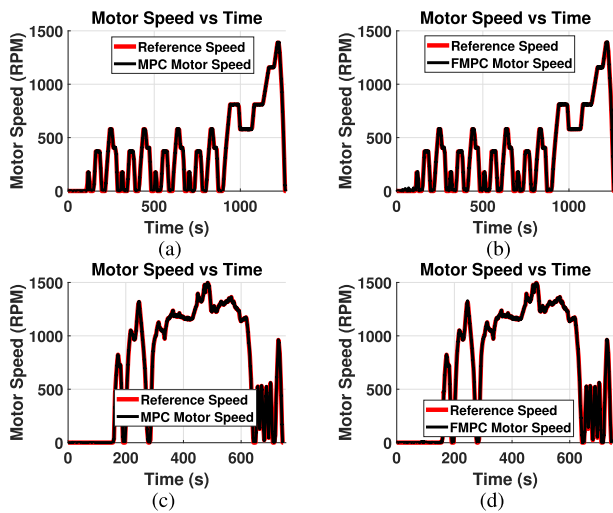 Motor Speed vs Time
1500
1000
500
0
Motor Speed (RPM)
Reference Speed
MPC Motor Speed
0 500 1000
Time (s)
(a)
Motor Speed vs Time
1500
1000
500
0
Motor Speed (RPM)
Reference Speed
FMPC Motor Speed
0 500 1000
Time (s)
(b)
Motor Speed vs Time
1500
1000
500
0
Motor Speed (RPM)
Reference Speed
MPC Motor Speed
0 200 400 600
Time (s)
(c)
Motor Speed vs Time
1500
1000
500
0
Motor Speed (RPM)
Reference Speed
FMPC Motor Speed
0 200 400 600
Time (s)
(d)